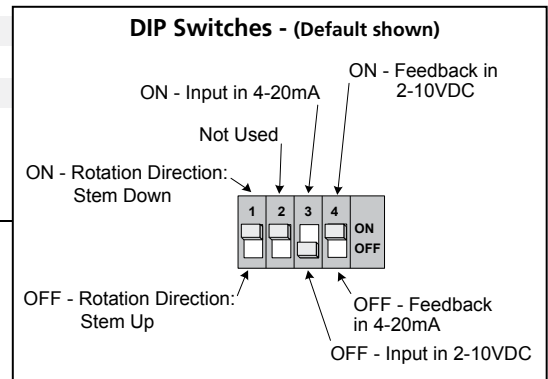 DIP Switches - (Default shown)
ON - Feedback in
2-10VDC
ON - Input in 4-20mA
Not Used
ON - Rotation Direction:
Stem Down
1 2 3 4
ON
OFF
OFF - Rotation Direction:
Stem Up
OFF - Feedback
in 4-20mA
OFF - Input in 2-10VDC